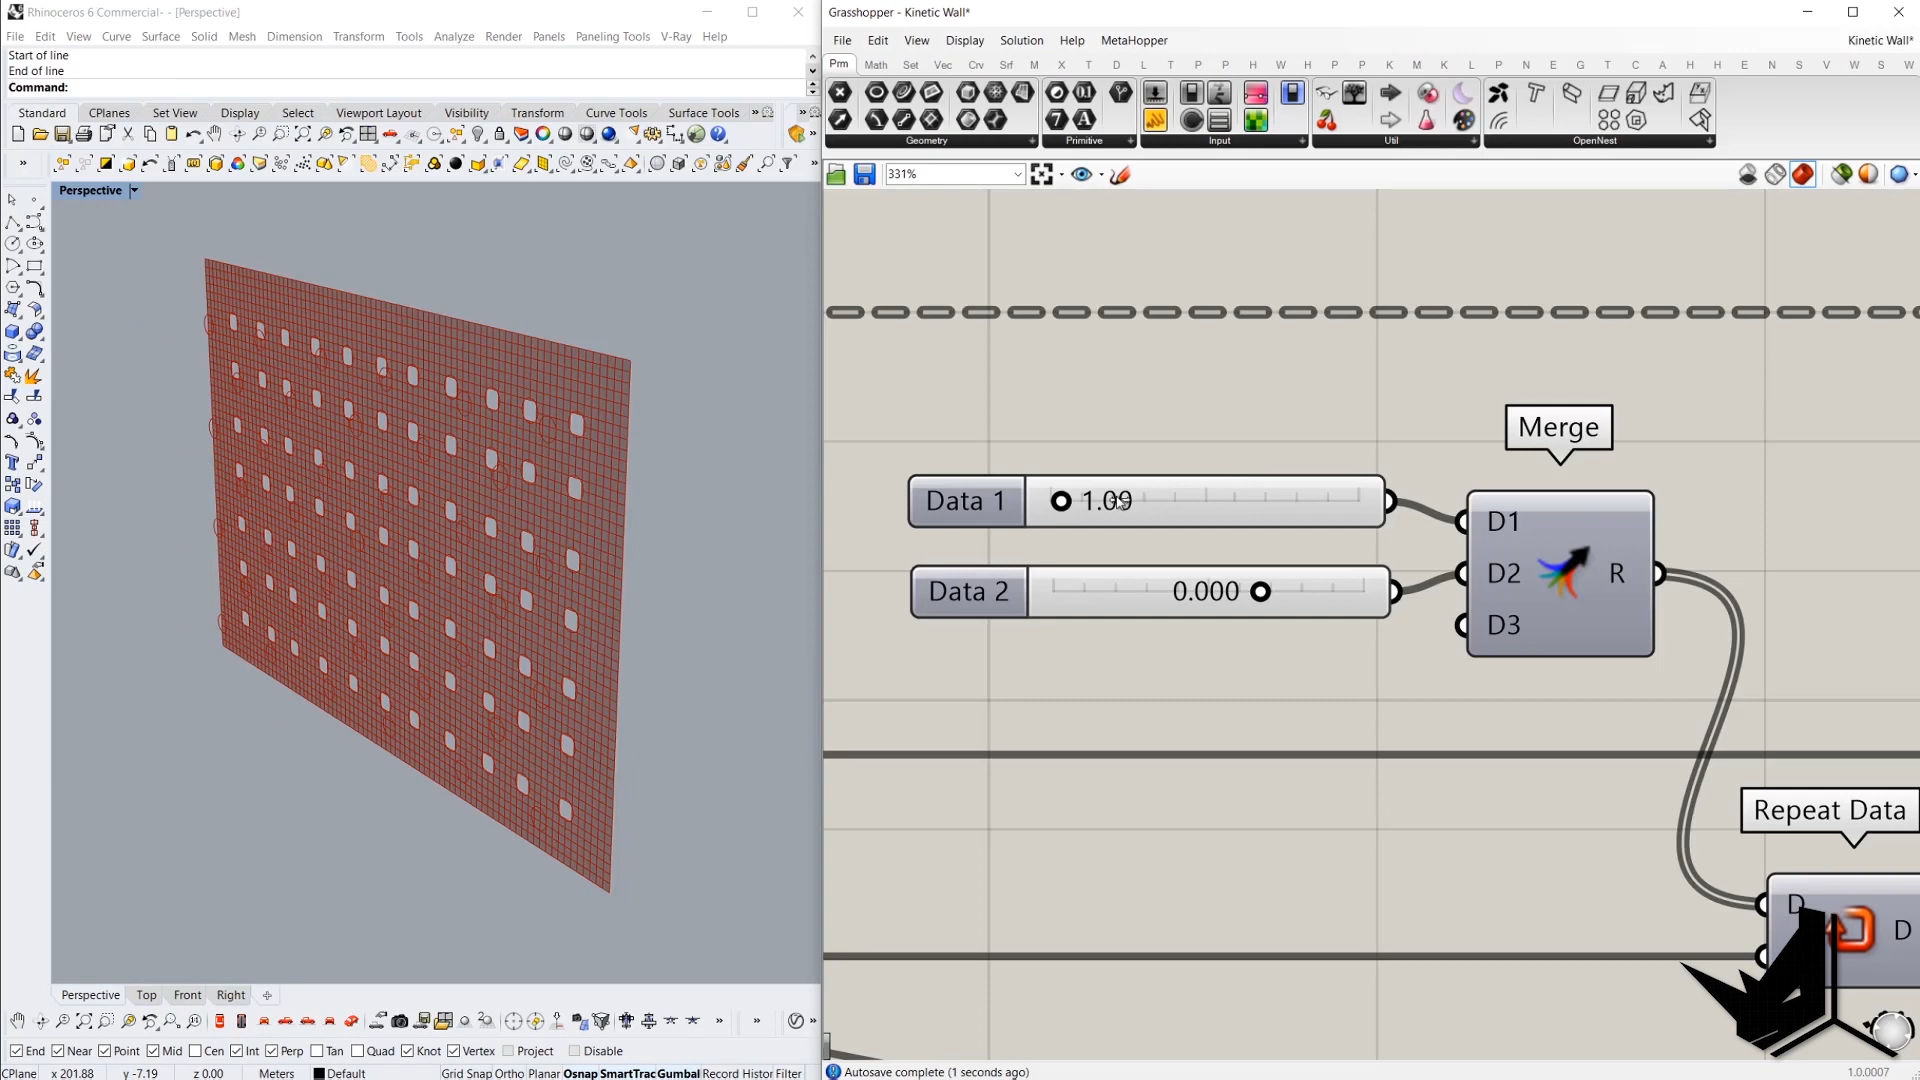 Rhinoceros 6 Commercial- - [Perspective]
File Edit View Curve Surface Solid Mesh Dimension Transform Tools Analyze Render Panels Paneling Tools V-Ray Help
Start of line
End of line
Command:
Standard CPlanes Set View Display Select Viewport Layout Visibility Transform Curve Tools Surface Tools »
Perspective
Perspective Top Front Right
End Near Point Mid Cen Int Perp Tan Quad Knot Vertex Project Disable
CPlane x 201.88 y -7.19 z 0.00 Meters Default Grid Snap Ortho Planar Osnap SmartTrac Gumbal Record Histor Filter
Grasshopper - Kinetic Wall*
File Edit View Display Solution Help MetaHopper Kinetic Wall*
Prm Math Set Vec Crv Srf M X T D L T P P H W H P K M W L P L C A H H E N S V W S W
Geometry Primitive Input Util OpenNest
331%
Merge
Data 1 1.09
D1
Data 2 0.000
D2 R
D3
Repeat Data
D D
Autosave complete (1 seconds ago) 1.0.0007